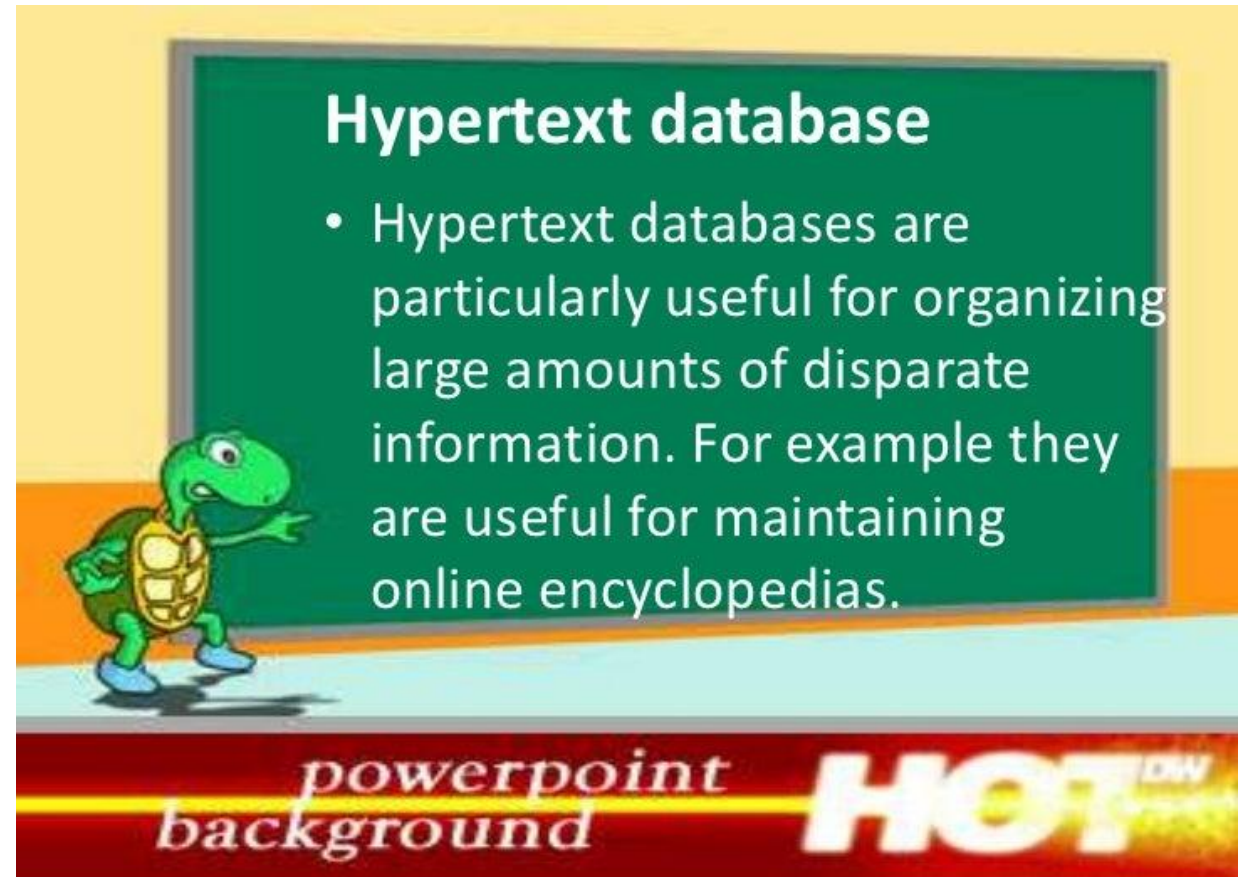 Hypertext database
• Hypertext databases are
particularly useful for organizing
large amounts of disparate
information. For example they
are useful for maintaining
online encyclopedias.
powerpoint
background
HOT
DW